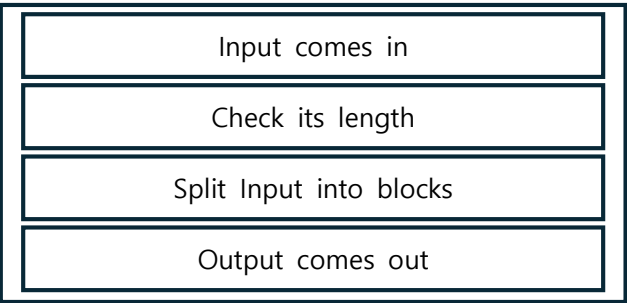 Input comes in
Check its length
Split Input into blocks
Output comes out